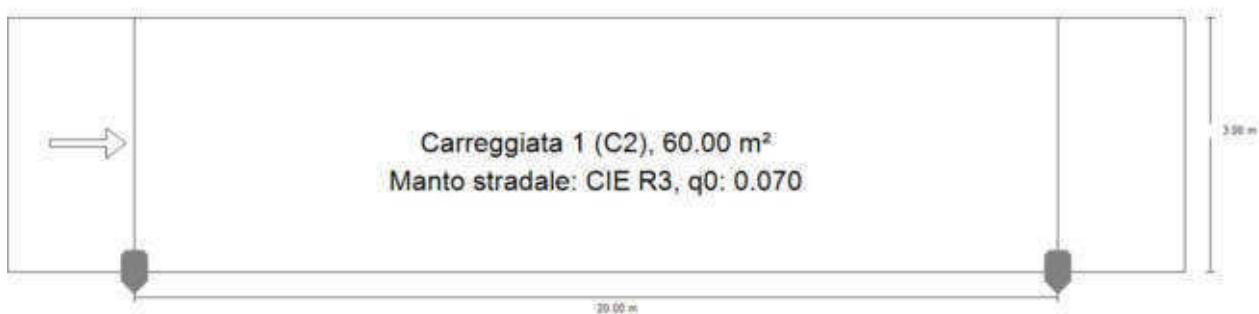 Carreggiata 1 (C2), 60.00 m²
Manto stradale: CIE R3, q0: 0.070
3.00 m
20.00 m